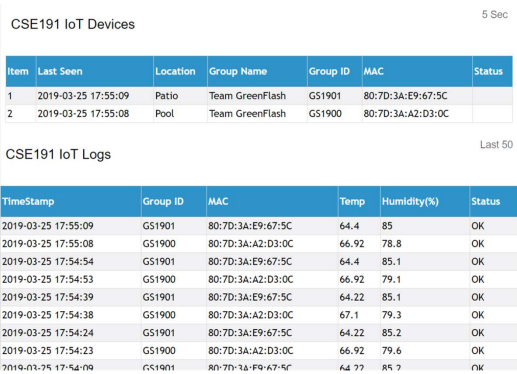 5 Sec
CSE191 IoT Devices
Item Last Seen Location Group Name Group ID MAC Status
1 2019-03-25 17:55:09 Patio Team GreenFlash GS1901 80:7D:3A:E9:67:5C
2 2019-03-25 17:55:08 Pool Team GreenFlash GS1900 80:7D:3A:A2:D3:0C
Last 50
CSE191 IoT Logs
TimeStamp Group ID MAC Temp Humidity(%) Status
2019-03-25 17:55:09 GS1901 80:7D:3A:E9:67:5C 64.4 85 OK
2019-03-25 17:55:08 GS1900 80:7D:3A:A2:D3:0C 66.92 78.8 OK
2019-03-25 17:54:54 GS1901 80:7D:3A:E9:67:5C 64.4 85.1 OK
2019-03-25 17:54:53 GS1900 80:7D:3A:A2:D3:0C 66.92 79.1 OK
2019-03-25 17:54:39 GS1901 80:7D:3A:E9:67:5C 64.22 85.1 OK
2019-03-25 17:54:38 GS1900 80:7D:3A:A2:D3:0C 67.1 79.3 OK
2019-03-25 17:54:24 GS1901 80:7D:3A:E9:67:5C 64.22 85.2 OK
2019-03-25 17:54:23 GS1900 80:7D:3A:A2:D3:0C 66.92 79.6 OK
2019-03-25 17:54:09 GS1901 80:7D:3A:E9:67:5C 64.22 85.2 OK